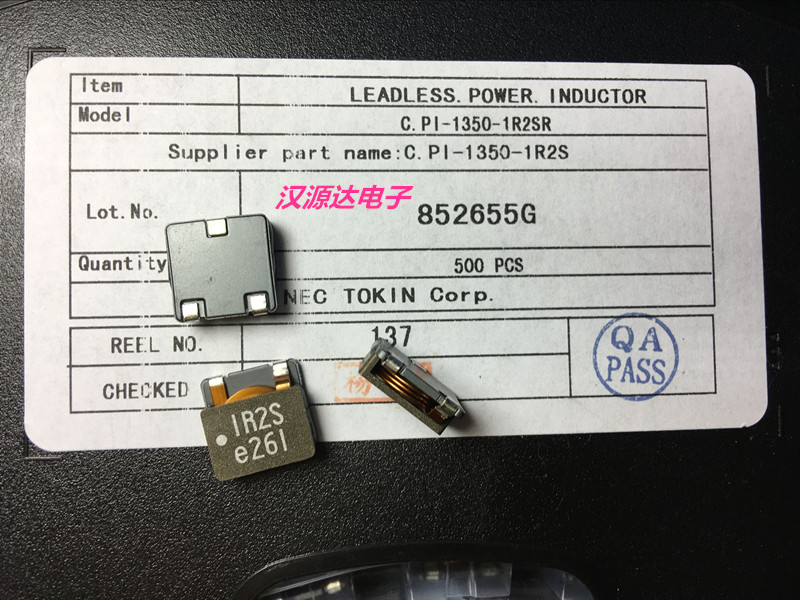 Item LEADLESS. POWER. INDUCTOR
Model C. PI-1350-1R2SR
Supplier part name:C. PI-1350-1R2S
Lot. No. 852655G
汉源达电子
Quantity 500 PCS
NEC TOKIN Corp.
REEL NO. 137
CHECKED
QA
PASS
1R2S
e261